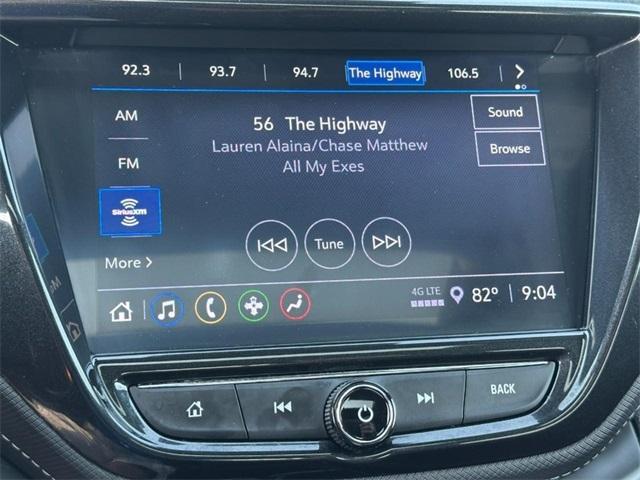 92.3 93.7 94.7 The Highway 106.5
AM
FM
SiriusXM
More
56 The Highway
Lauren Alaina/Chase Matthew
All My Exes
Sound
Browse
Tune
4G LTE
82° 9:04
BACK